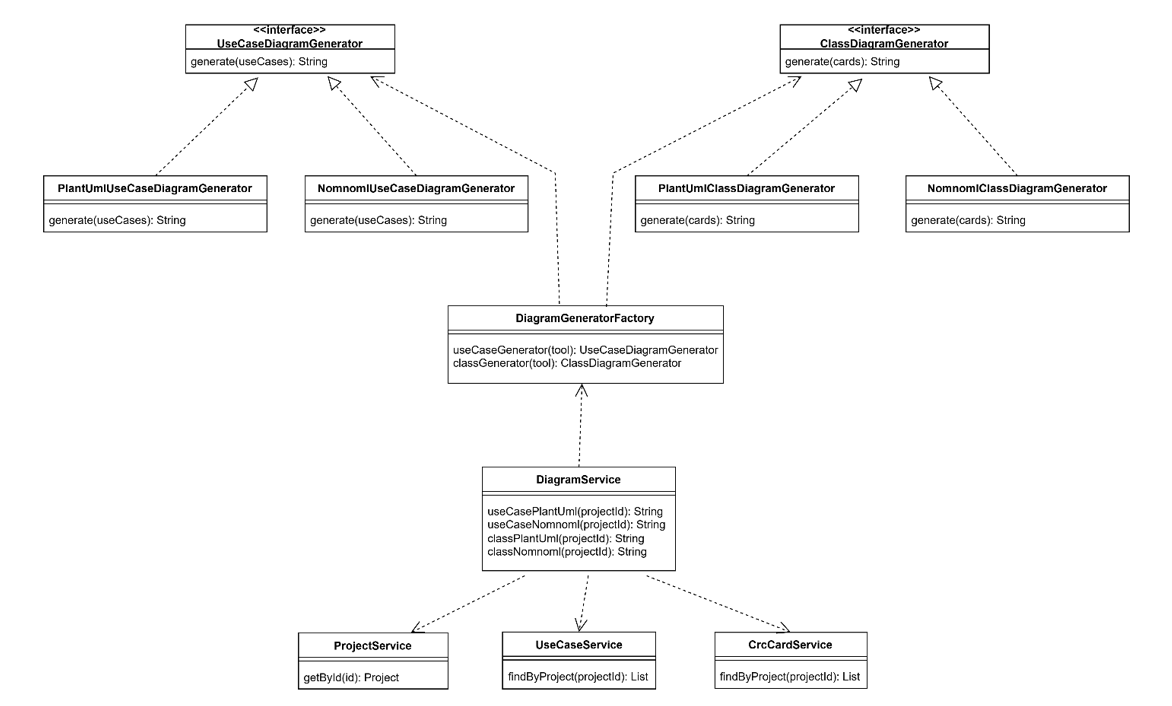 <<interface>>
UseCaseDiagramGenerator
generate(useCases): String
<<interface>>
ClassDiagramGenerator
generate(cards): String
PlantUmlUseCaseDiagramGenerator
generate(useCases): String
NomnomlUseCaseDiagramGenerator
generate(useCases): String
PlantUmlClassDiagramGenerator
generate(cards): String
NomnomlClassDiagramGenerator
generate(cards): String
DiagramGeneratorFactory
useCaseGenerator(tool): UseCaseDiagramGenerator
classGenerator(tool): ClassDiagramGenerator
DiagramService
useCasePlantUml(projectId): String
useCaseNomnoml(projectId): String
classPlantUml(projectId): String
classNomnoml(projectId): String
ProjectService
getById(id): Project
UseCaseService
findByProject(projectId): List
CrcCardService
findByProject(projectId): List